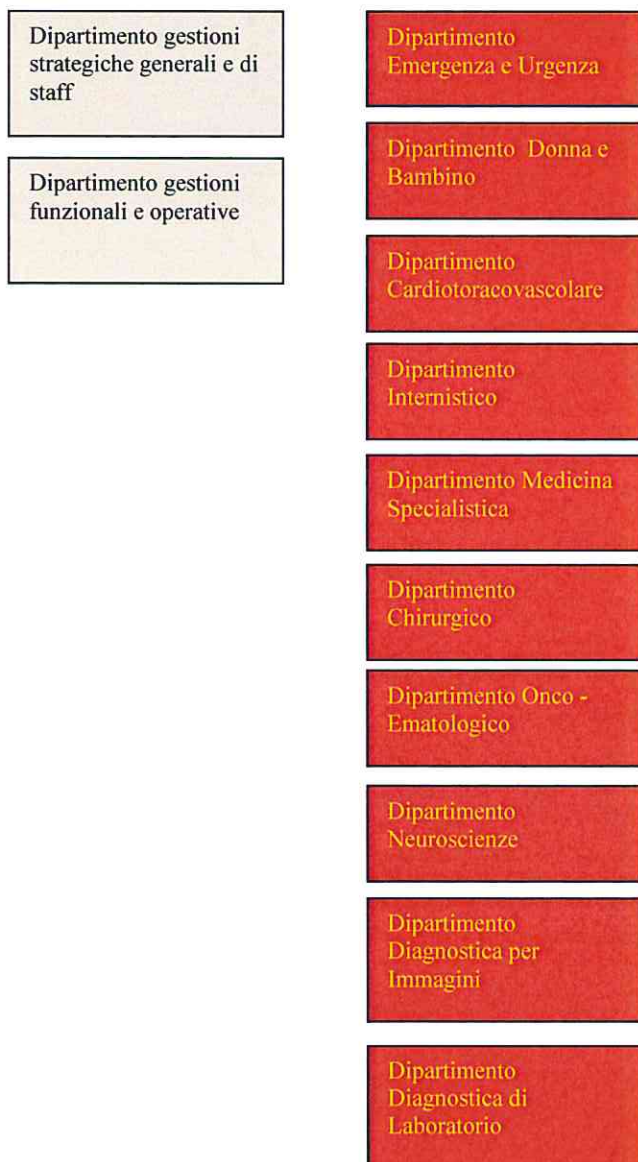 Dipartimento gestioni
strategiche generali e di
staff
Dipartimento gestioni
funzionali e operative
Dipartimento
Emergenza e Urgenza
Dipartimento Donna e
Bambino
Dipartimento
Cardiotoracovascolare
Dipartimento
Internistico
Dipartimento Medicina
Specialistica
Dipartimento
Chirurgico
Dipartimento Onco -
Ematologico
Dipartimento
Neuroscienze
Dipartimento
Diagnostica per
Immagini
Dipartimento
Diagnostica di
Laboratorio